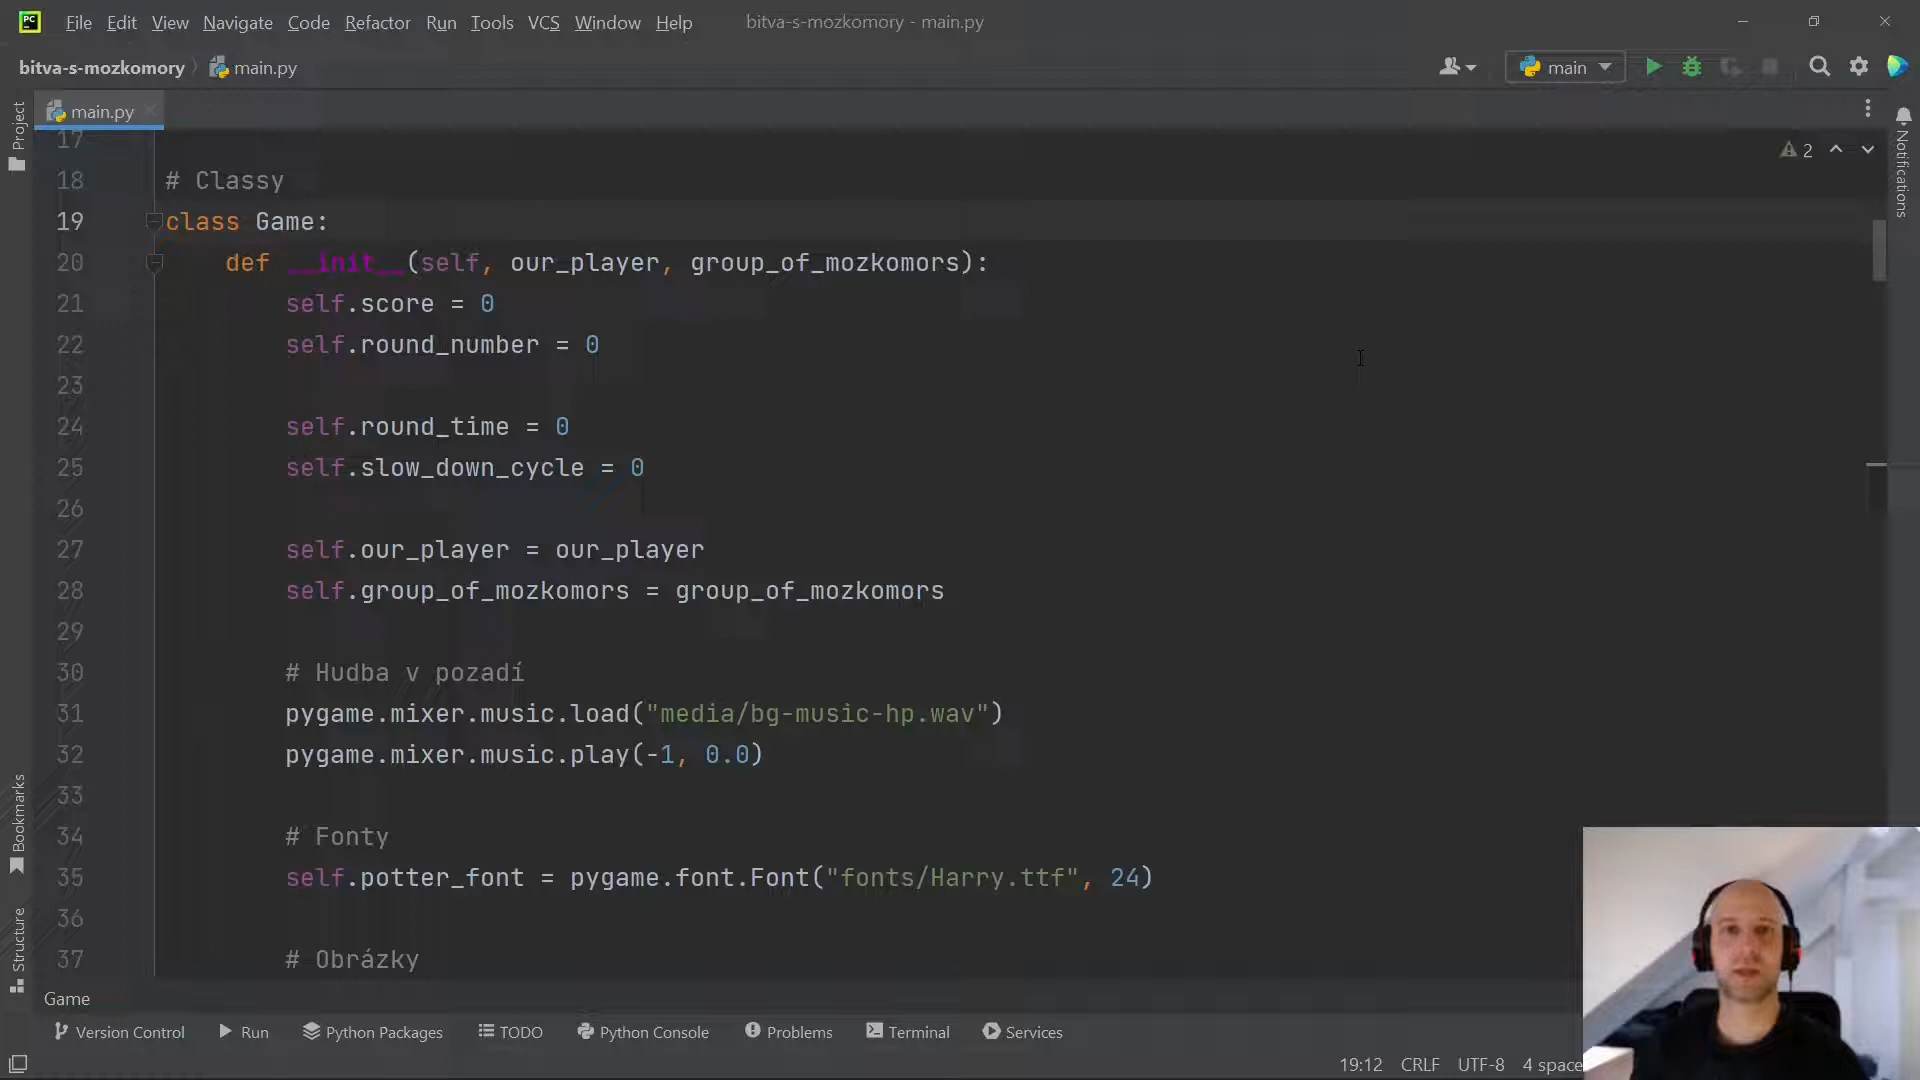 PC File Edit View Navigate Code Refactor Run Tools VCS Window Help bitva-s-mozkomory - main.py
bitva-s-mozkomory main.py main
Project
main.py
Notifications
2
17
18 # Classy
19 class Game:
20 def __init__(self, our_player, group_of_mozkomors):
21 self.score = 0
22 self.round_number = 0
23
24 self.round_time = 0
25 self.slow_down_cycle = 0
26
27 self.our_player = our_player
28 self.group_of_mozkomors = group_of_mozkomors
29
30 # Hudba v pozadí
31 pygame.mixer.music.load("media/bg-music-hp.wav")
32 pygame.mixer.music.play(-1, 0.0)
33
34 # Fonty
35 self.potter_font = pygame.font.Font("fonts/Harry.ttf", 24)
36
37 # Obrázky
Bookmarks
Structure
Game
Version Control Run Python Packages TODO Python Console Problems Terminal Services
19:12 CRLF UTF-8 4 space